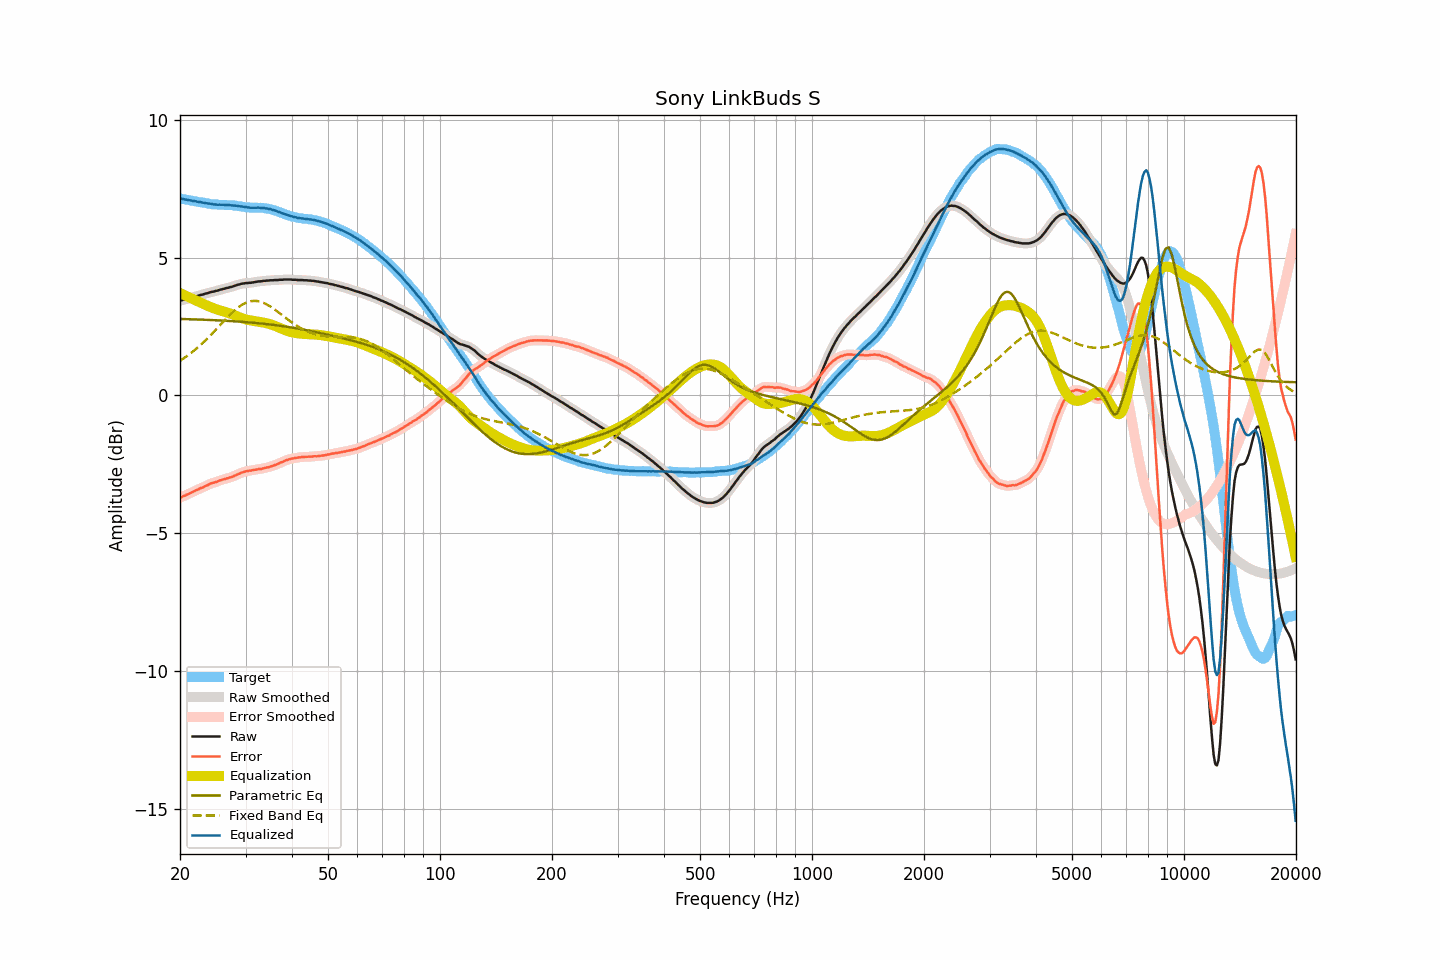 Sony LinkBuds S
10
5
0
−5
−10
−15
Amplitude (dBr)
Target
Raw Smoothed
Error Smoothed
Raw
Error
Equalization
Parametric Eq
Fixed Band Eq
Equalized
20 50 100 200 500 1000 2000 5000 10000 20000
Frequency (Hz)